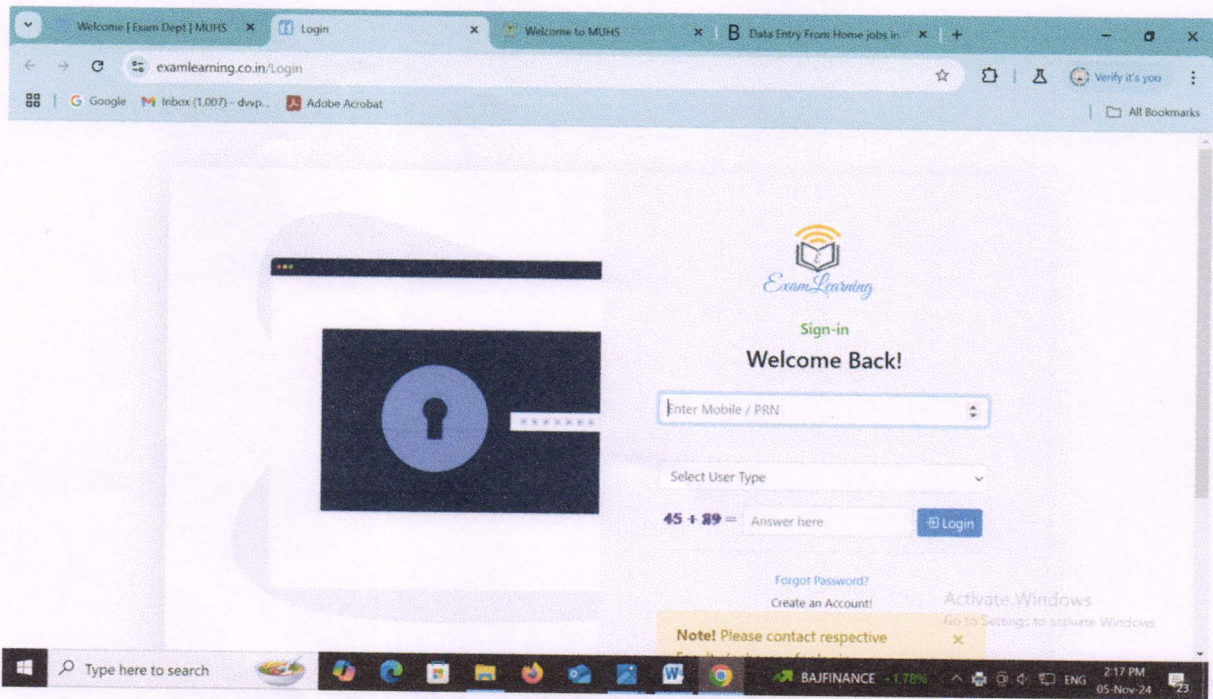 Welcome | Exam Dept | MUHS
Login
Welcome to MUHS
B Data Entry From Home jobs in
examlearning.co.in/Login
Verify it's you
Google
Inbox (1,007) - dvvp...
Adobe Acrobat
All Bookmarks
ExamLearning
Sign-in
Welcome Back!
Enter Mobile / PRN
Select User Type
45 + 89 =
Answer here
Login
Forgot Password?
Create an Account!
Activate Windows
Go to Settings to activate Windows
Note! Please contact respective
Type here to search
BAJFINANCE +1.78%
ENG
2:17 PM
05-Nov-24
23